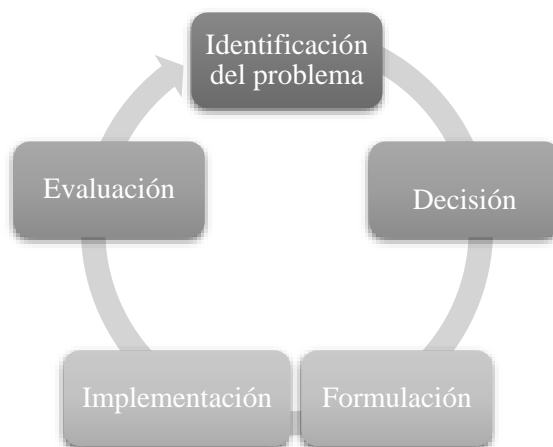 Identificación
del problema
Decisión
Formulación
Implementación
Evaluación